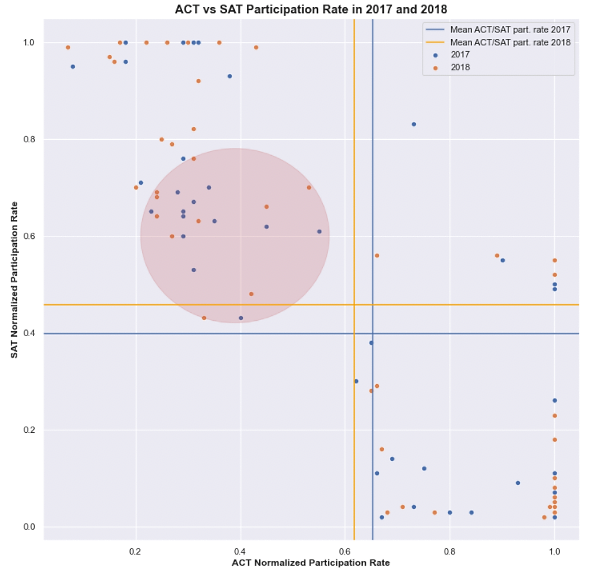 ACT vs SAT Participation Rate in 2017 and 2018
Mean ACT/SAT part. rate 2017
Mean ACT/SAT part. rate 2018
2017
2018
SAT Normalized Participation Rate
1.0
0.8
0.6
0.4
0.2
0.0
0.2 0.4 0.6 0.8 1.0
ACT Normalized Participation Rate